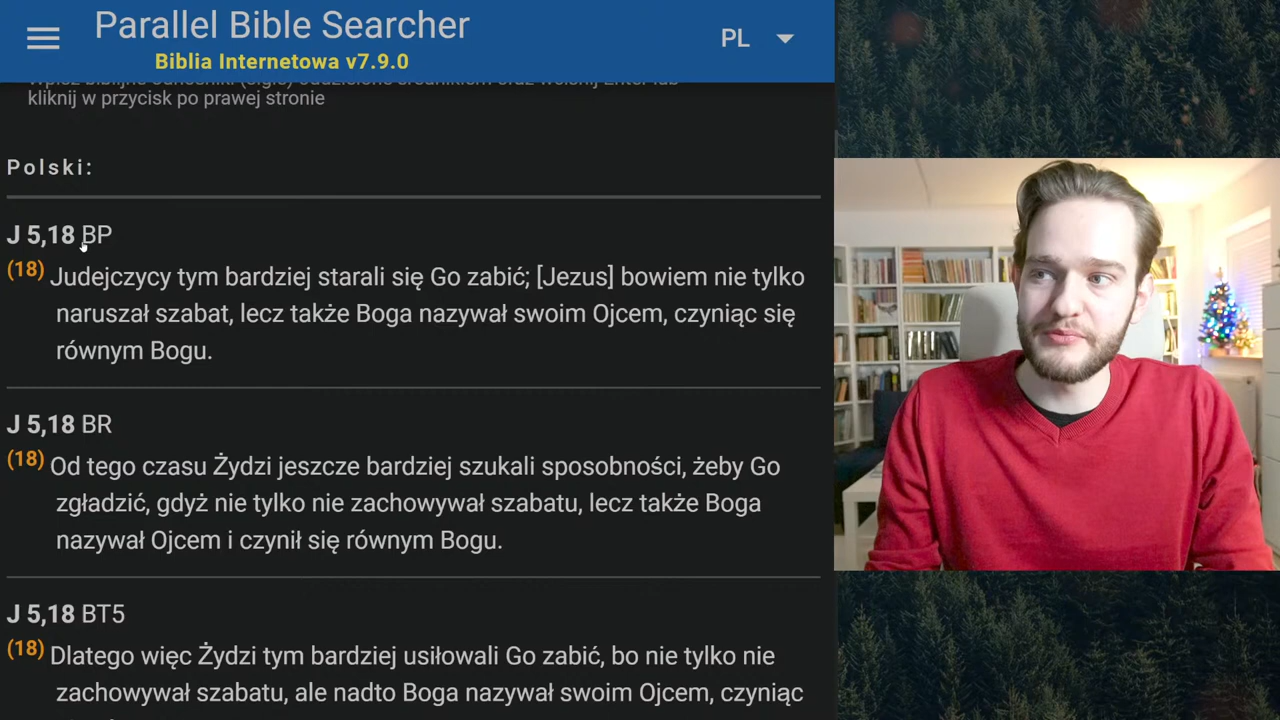 Parallel Bible Searcher
Biblia Internetowa v7.9.0
PL
kliknij w przycisk po prawej stronie
Polski:
J 5,18 BP
(18) Judejczycy tym bardziej starali się Go zabić; [Jezus] bowiem nie tylko
naruszał szabat, lecz także Boga nazywał swoim Ojcem, czyniąc się
równym Bogu.
J 5,18 BR
(18) Od tego czasu Żydzi jeszcze bardziej szukali sposobności, żeby Go
zgładzić, gdyż nie tylko nie zachowywał szabatu, lecz także Boga
nazywał Ojcem i czynił się równym Bogu.
J 5,18 BT5
(18) Dlatego więc Żydzi tym bardziej usiłowali Go zabić, bo nie tylko nie
zachowywał szabatu, ale nadto Boga nazywał swoim Ojcem, czyniąc